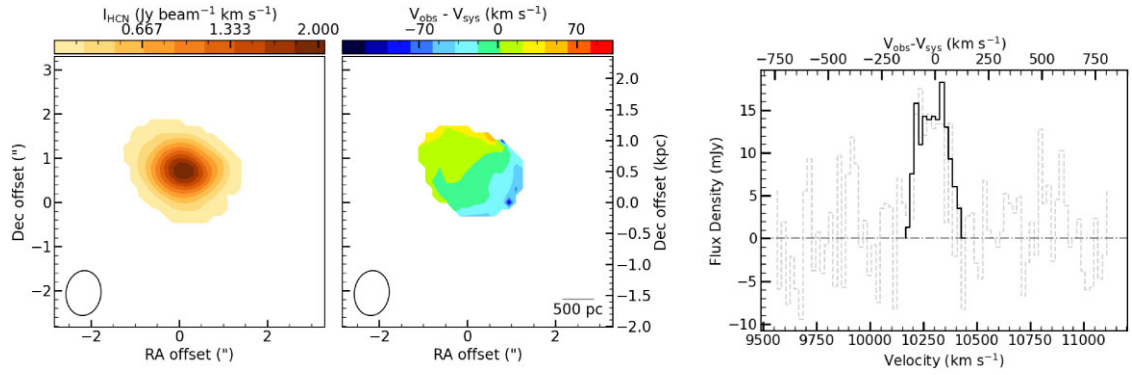 I_HCN (Jy beam⁻¹ km s⁻¹)
0.667 1.333 2.000
V_obs - V_sys
−70 0 70
Dec offset (")
3
2
1
0
−1
−2
−2 0 2
RA offset (")
500 pc
−2 0 2
RA offset (")
2.0
1.5
1.0
0.5
0.0
−0.5
−1.0
−1.5
−2.0
Dec offset (kpc)
V_obs-V_sys (km s⁻¹)
−750 −500 −250 0 250 500 750
Flux Density (mJy)
15
10
5
0
−5
−10
9500 9750 10000 10250 10500 10750 11000
Velocity (km s⁻¹)